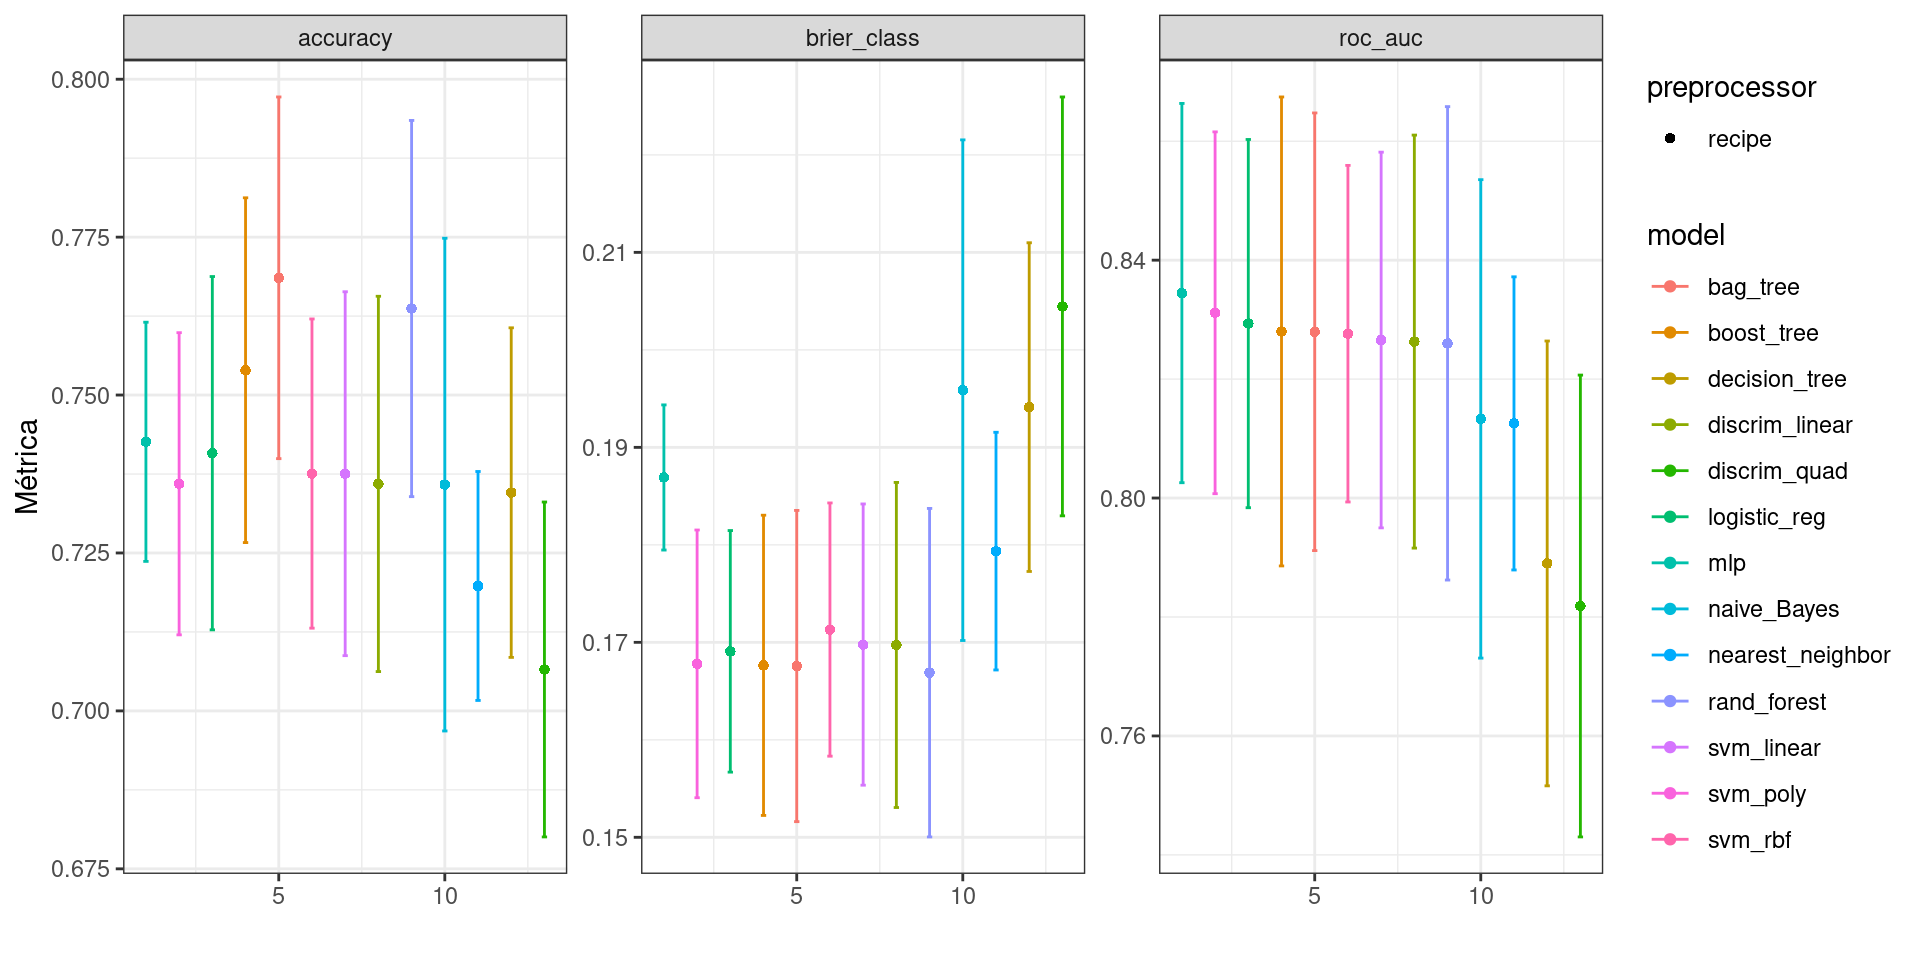 accuracy
brier_class
roc_auc
Métrica
0.800
0.775
0.750
0.725
0.700
0.675
5
10
0.21
0.19
0.17
0.15
5
10
0.84
0.80
0.76
5
10
preprocessor
recipe
model
bag_tree
boost_tree
decision_tree
discrim_linear
discrim_quad
logistic_reg
mlp
naive_Bayes
nearest_neighbor
rand_forest
svm_linear
svm_poly
svm_rbf